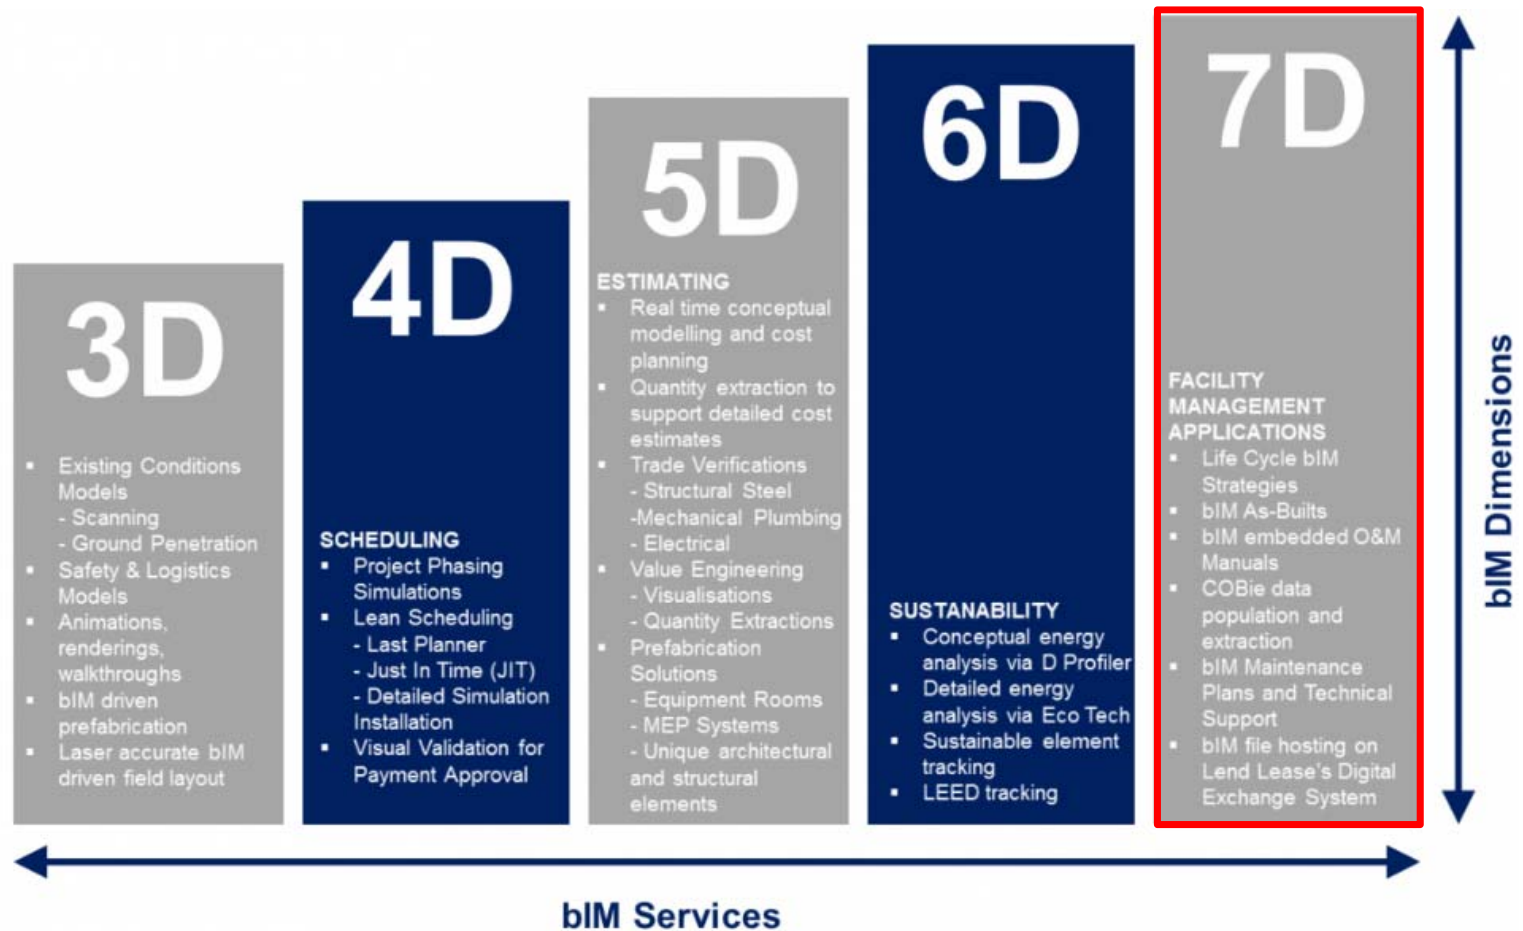 3D
▪ Existing Conditions
Models
- Scanning
- Ground Penetration
▪ Safety & Logistics
Models
▪ Animations,
renderings,
walkthroughs
▪ bIM driven
prefabrication
▪ Laser accurate bIM
driven field layout
4D
SCHEDULING
▪ Project Phasing
Simulations
▪ Lean Scheduling
- Last Planner
- Just In Time (JIT)
- Detailed Simulation
Installation
▪ Visual Validation for
Payment Approval
5D
ESTIMATING
▪ Real time conceptual
modelling and cost
planning
▪ Quantity extraction to
support detailed cost
estimates
▪ Trade Verifications
- Structural Steel
-Mechanical Plumbing
- Electrical
▪ Value Engineering
- Visualisations
- Quantity Extractions
▪ Prefabrication
Solutions
- Equipment Rooms
- MEP Systems
- Unique architectural
and structural
elements
6D
SUSTANABILITY
▪ Conceptual energy
analysis via D Profiler
▪ Detailed energy
analysis via Eco Tech
▪ Sustainable element
tracking
▪ LEED tracking
7D
FACILITY
MANAGEMENT
APPLICATIONS
▪ Life Cycle bIM
Strategies
▪ bIM As-Builts
▪ bIM embedded O&M
Manuals
▪ COBie data
population and
extraction
▪ bIM Maintenance
Plans and Technical
Support
▪ bIM file hosting on
Lend Lease's Digital
Exchange System
bIM Dimensions
bIM Services